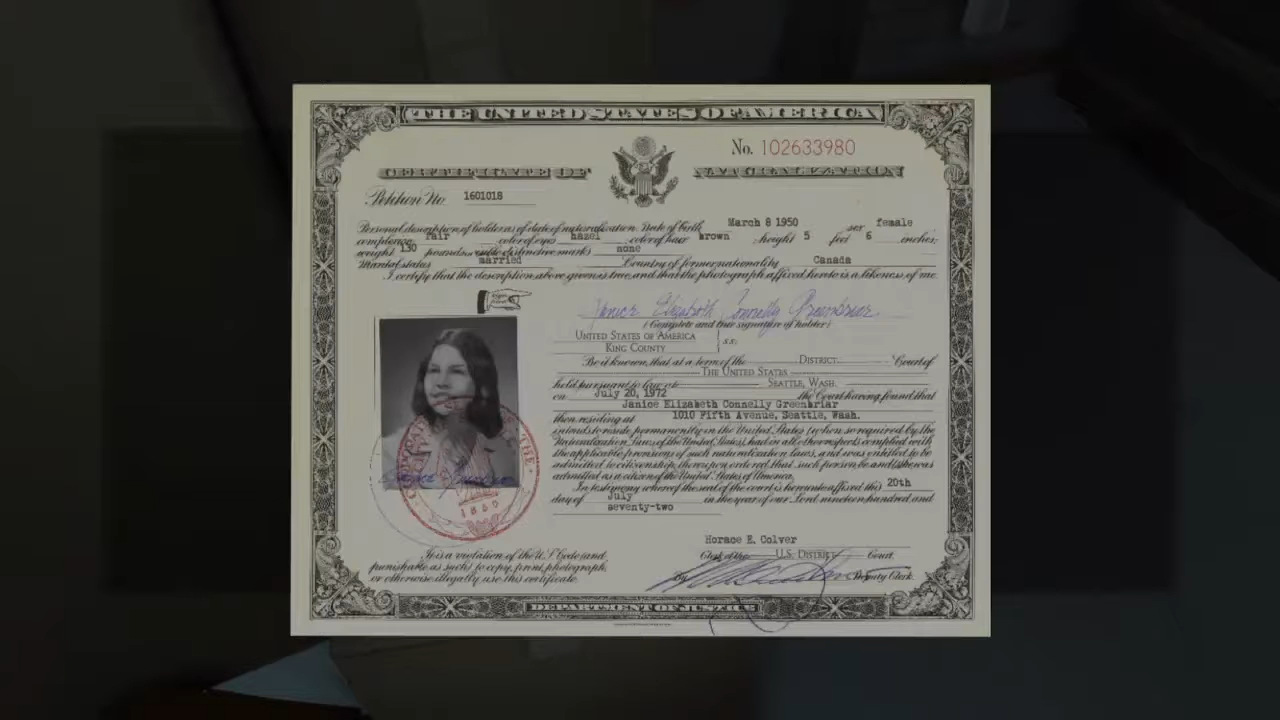 THE UNITED STATES OF AMERICA
No. 102633980
CERTIFICATE OF NATURALIZATION
Petition No 1601018
Personal description of holder as of date of naturalization. Date of birth March 8 1950 sex female
complexion fair color of eyes hazel color of hair brown height 5 feet 6 inches;
weight 130 pounds; visible distinctive marks none
Marital status married Country of former nationality Canada
I certify that the description above given is true, and that the photograph affixed hereto is a likeness of me
Janice Elizabeth Connelly Greenbriar
(Complete and true signature of holder)
UNITED STATES OF AMERICA
KING COUNTY s.s:
Be it known, that at a term of the DISTRICT Court of
THE UNITED STATES
held pursuant to law at SEATTLE, WASH.
on July 20, 1972 the Court having found that
Janice Elizabeth Connelly Greenbriar
then residing at 1010 Fifth Avenue, Seattle, Wash.
intends to reside permanently in the United States (when so required by the
Naturalization Laws of the United States), had in all other respects complied with
the applicable provisions of such naturalization laws, and was entitled to be
admitted to citizenship, thereupon ordered that such person be and (s)he was
admitted as a citizen of the United States of America.
In testimony whereof the seal of the court is hereunto affixed this 20th
day of July in the year of our Lord nineteen hundred and
seventy-two
It is a violation of the U.S. Code (and
punishable as such) to copy, print, photograph,
or otherwise illegally use this certificate.
Horace E. Colver
Clerk of the U.S. DISTRICT Court.
By Deputy Clerk.
DEPARTMENT OF JUSTICE